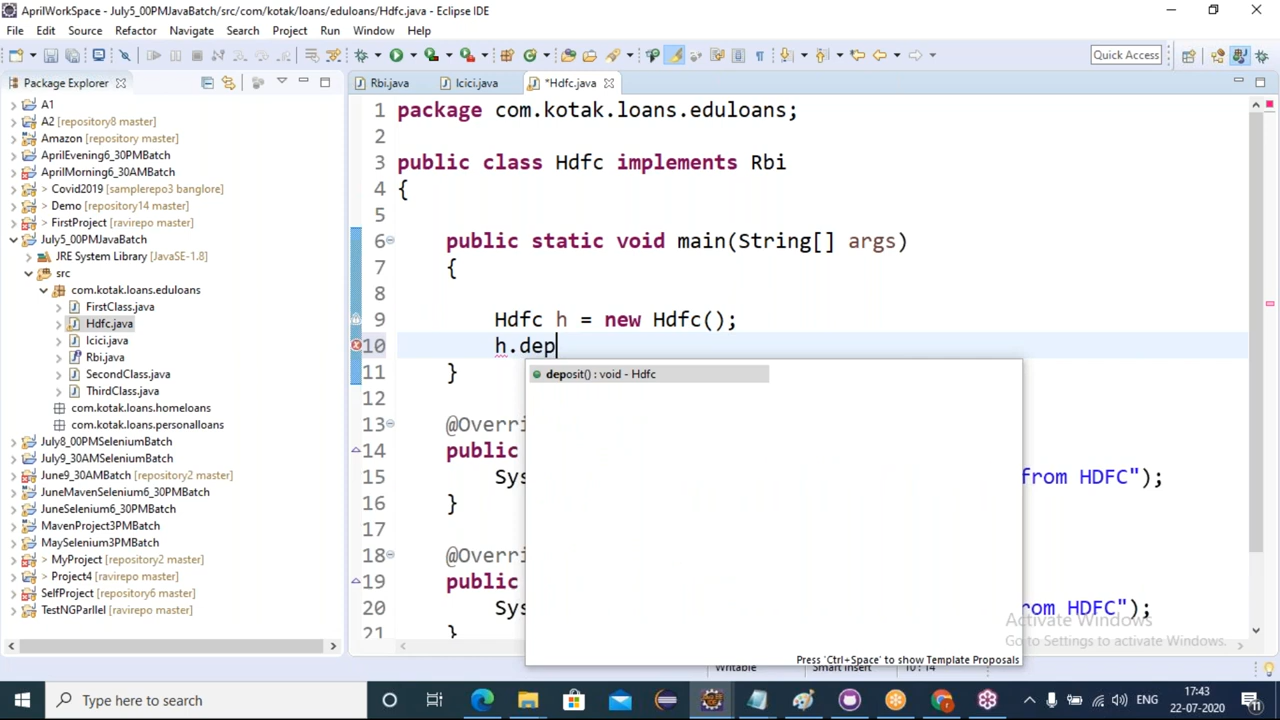 AprilWorkSpace - July5_00PMJavaBatch/src/com/kotak/loans/eduloans/Hdfc.java - Eclipse IDE
File Edit Source Refactor Navigate Search Project Run Window Help
Quick Access
Package Explorer
Rbi.java Icici.java *Hdfc.java
A1
A2 [repository8 master]
Amazon [repository master]
AprilEvening6_30PMBatch
AprilMorning6_30AMBatch
> Covid2019 [samplerepo3 banglore]
> Demo [repository14 master]
> FirstProject [ravirepo master]
July5_00PMJavaBatch
JRE System Library [JavaSE-1.8]
src
com.kotak.loans.eduloans
FirstClass.java
Hdfc.java
Icici.java
Rbi.java
SecondClass.java
ThirdClass.java
com.kotak.loans.homeloans
com.kotak.loans.personalloans
July8_00PMSeleniumBatch
July9_30AMSeleniumBatch
June9_30AMBatch [repository2 master]
JuneMavenSelenium6_30PMBatch
JuneSelenium6_30PMBatch
MavenProject3PMBatch
MaySelenium3PMBatch
> MyProject [repository2 master]
> Project4 [ravirepo master]
SelfProject [repository6 master]
TestNGParllel [ravirepo master]
1 package com.kotak.loans.eduloans;
2
3 public class Hdfc implements Rbi
4 {
5
6 public static void main(String[] args)
7 {
8
9 Hdfc h = new Hdfc();
10 h.dep
11 }
12
13 @Overri
14 public
15 Sys from HDFC");
16 }
17
18 @Overri
19 public
20 Sys om HDFC");
21 }
deposit() : void - Hdfc
Press 'Ctrl+Space' to show Template Proposals
Activate Windows
Go to Settings to activate Windows.
Writable Smart Insert 10 : 14
Type here to search
ENG
17:43
22-07-2020
11